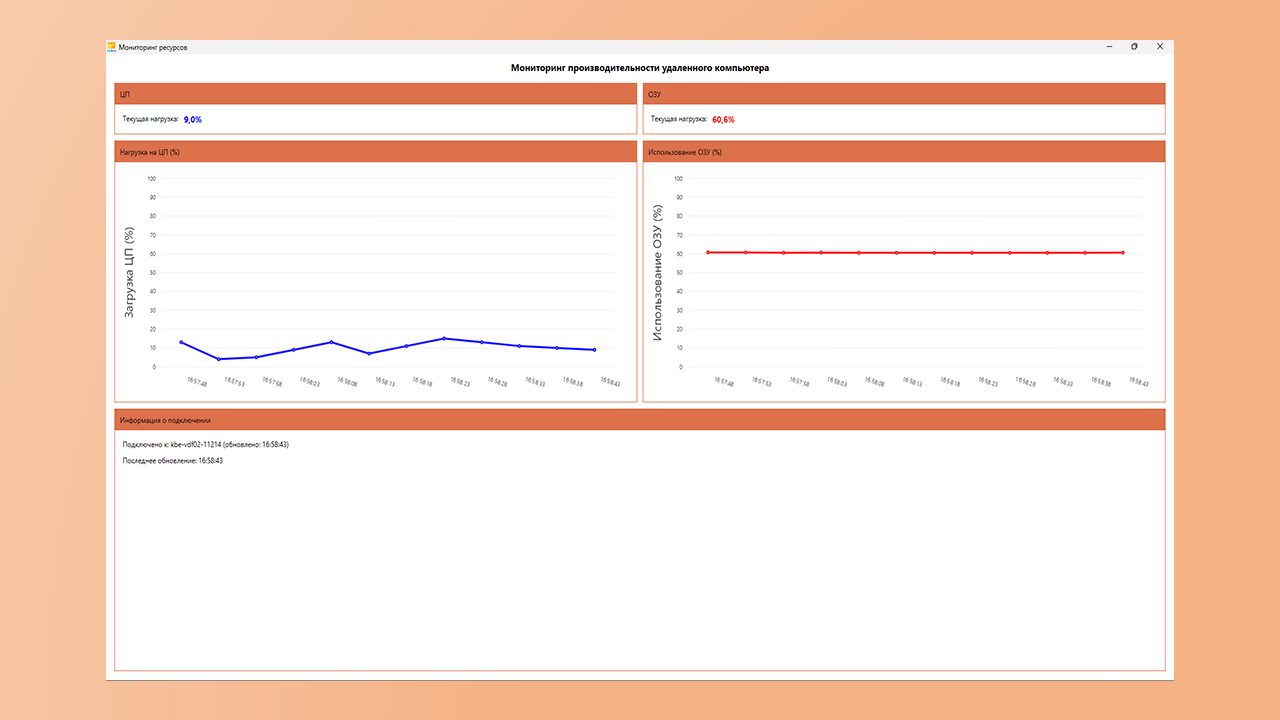 Мониторинг ресурсов
Мониторинг производительности удаленного компьютера
ЦП
Текущая нагрузка: 9,0%
ОЗУ
Текущая нагрузка: 60,6%
Нагрузка на ЦП (%)
Загрузка ЦП (%)
100
90
80
70
60
50
40
30
20
10
0
16:57:48 16:57:53 16:57:58 16:58:03 16:58:08 16:58:13 16:58:18 16:58:23 16:58:28 16:58:33 16:58:38 16:58:43
Использование ОЗУ (%)
Использование ОЗУ (%)
100
90
80
70
60
50
40
30
20
10
0
16:57:48 16:57:53 16:57:58 16:58:03 16:58:08 16:58:13 16:58:18 16:58:23 16:58:28 16:58:33 16:58:38 16:58:43
Информация о подключении
Подключено к: kbe-vdf02-11214 (обновлено: 16:58:43)
Последнее обновление: 16:58:43